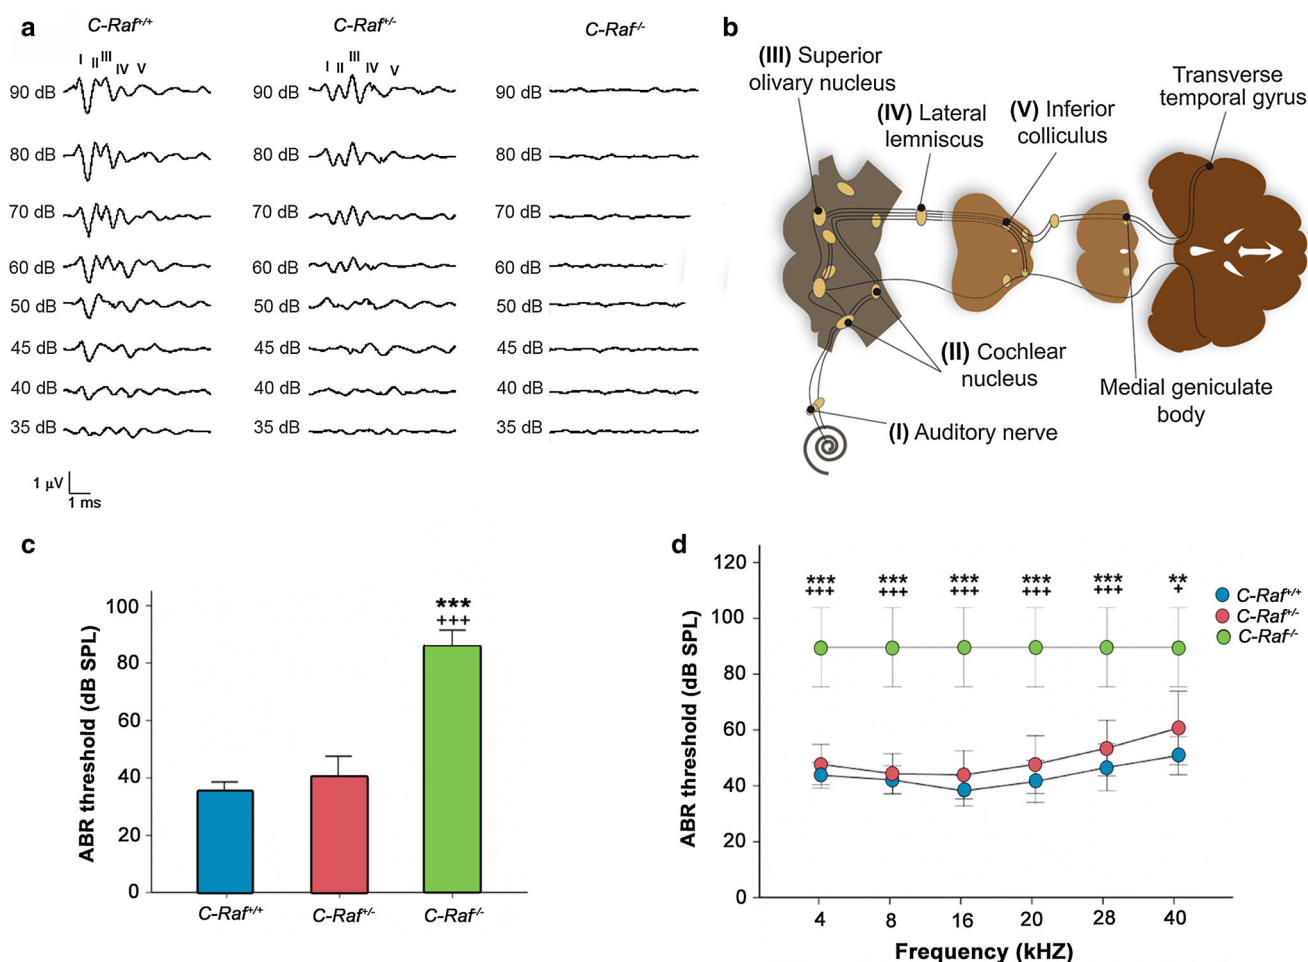 a
C-Raf+/+
C-Raf+/-
C-Raf-/-
I II III IV V
I II III IV V
90 dB
90 dB
90 dB
80 dB
80 dB
80 dB
70 dB
70 dB
70 dB
60 dB
60 dB
60 dB
50 dB
50 dB
50 dB
45 dB
45 dB
45 dB
40 dB
40 dB
40 dB
35 dB
35 dB
35 dB
1 µV
1 ms
b
(III) Superior
olivary nucleus
(IV) Lateral
lemniscus
(V) Inferior
colliculus
Transverse
temporal gyrus
(II) Cochlear
nucleus
Medial geniculate
body
(I) Auditory nerve
c
ABR threshold (dB SPL)
100
80
60
40
20
0
***
+++
C-Raf+/+
C-Raf+/-
C-Raf-/-
d
ABR threshold (dB SPL)
120
100
80
60
40
20
0
*** *** *** *** *** **
+++ +++ +++ +++ +++ +
C-Raf+/+
C-Raf+/-
C-Raf-/-
4 8 16 20 28 40
Frequency (kHZ)